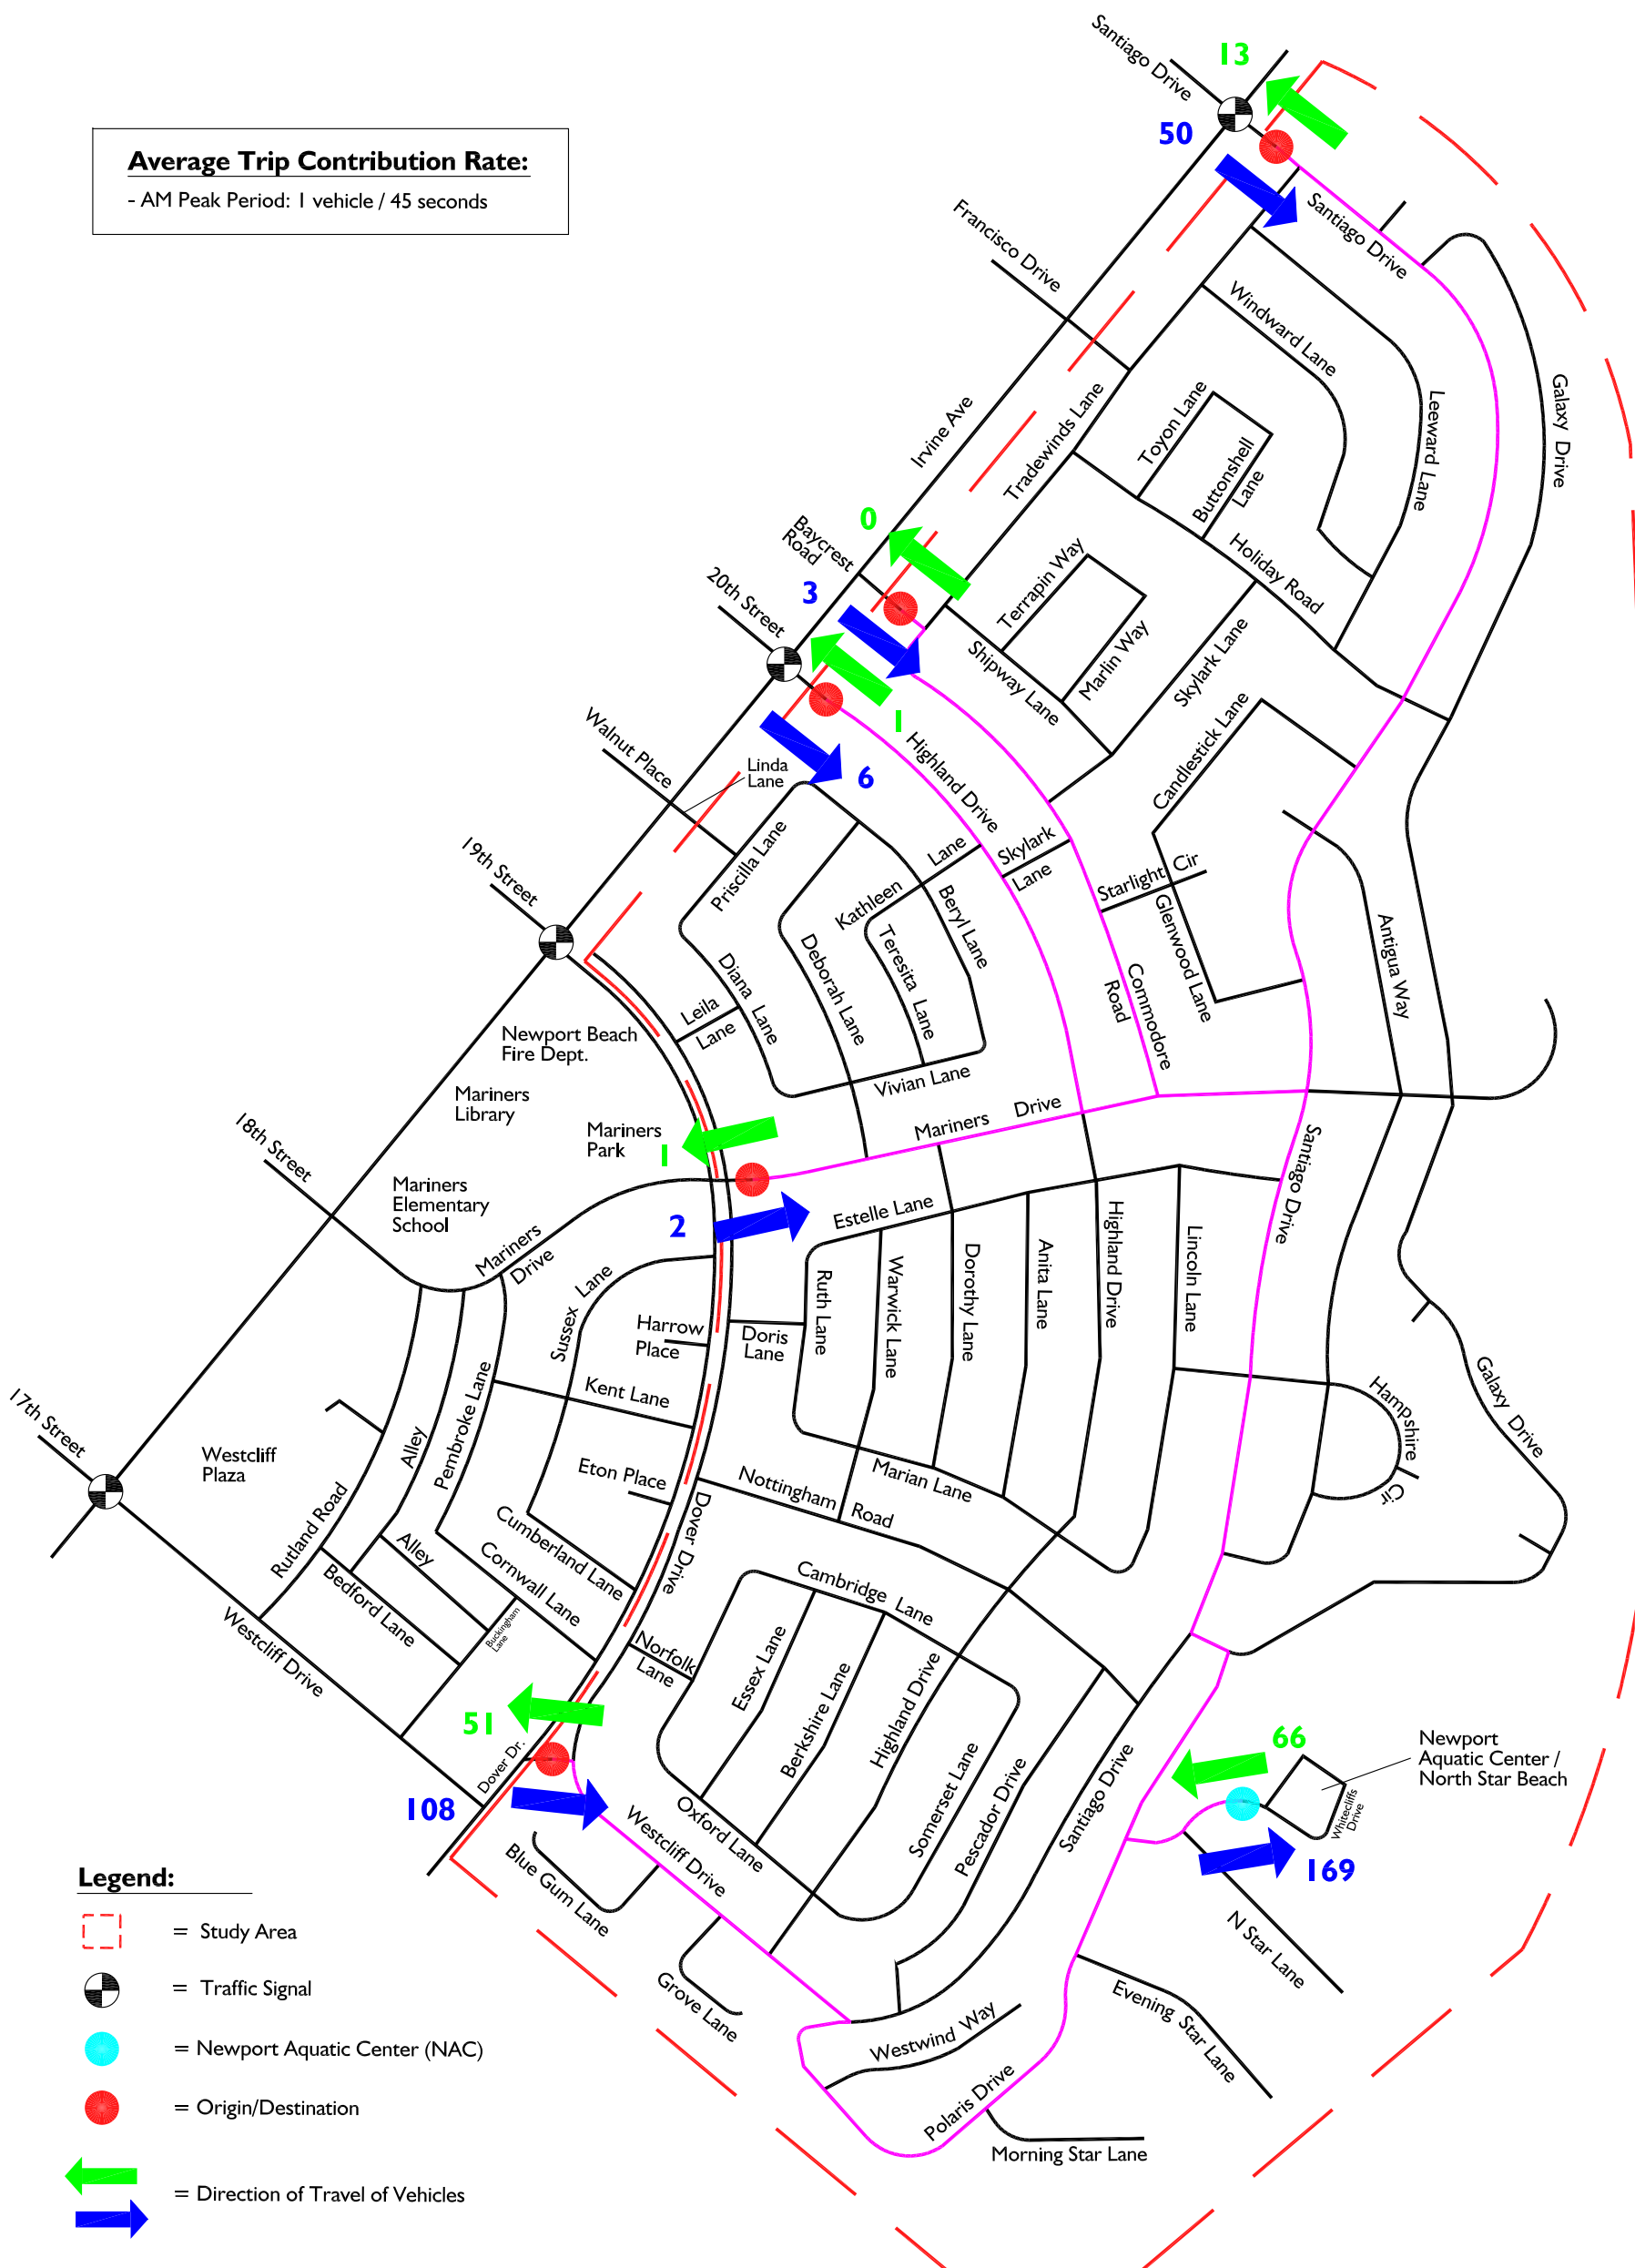 Average Trip Contribution Rate:
- AM Peak Period: 1 vehicle / 45 seconds
Santiago Drive
13
50
Santiago Drive
Francisco Drive
Windward Lane
Irvine Ave
Tradewinds Lane
Toyon Lane
Buttonshell
Lane
Leeward Lane
Galaxy Drive
0
Baycrest
Road
3
20th Street
Terrapin Way
Holiday Road
Shipway Lane
Marlin Way
Skylark Lane
1
6
Walnut Place
Linda
Lane
Highland Drive
Candlestick Lane
19th Street
Priscilla Lane
Kathleen
Lane
Skylark
Lane
Starlight Cir
Beryl Lane
Teresita Lane
Deborah Lane
Diana Lane
Leila
Lane
Glenwood Lane
Commodore
Road
Antigua Way
Newport Beach
Fire Dept.
Mariners
Library
Vivian Lane
Mariners Drive
Mariners
Park
1
2
18th Street
Mariners
Elementary
School
Mariners
Drive
Estelle Lane
Santiago Drive
Sussex Lane
Harrow
Place
Doris
Lane
Ruth Lane
Warwick Lane
Dorothy Lane
Anita Lane
Highland Drive
Lincoln Lane
Kent Lane
Pembroke Lane
Alley
Hampshire
Cir
Galaxy Drive
17th Street
Westcliff
Plaza
Eton Place
Marian Lane
Nottingham Road
Dover Drive
Rutland Road
Alley
Cumberland Lane
Cornwall Lane
Bedford Lane
Buckingham
Lane
Cambridge Lane
Westcliff Drive
Norfolk
Lane
Essex Lane
Berkshire Lane
Highland Drive
51
Dover Dr.
108
Westcliff Drive
Oxford Lane
Somerset Lane
Pescador Drive
Santiago Drive
66
Newport
Aquatic Center /
North Star Beach
Whitecliffs
Drive
169
Blue Gum Lane
Grove Lane
N Star Lane
Westwind Way
Evening Star Lane
Polaris Drive
Morning Star Lane
Legend:
= Study Area
= Traffic Signal
= Newport Aquatic Center (NAC)
= Origin/Destination
= Direction of Travel of Vehicles